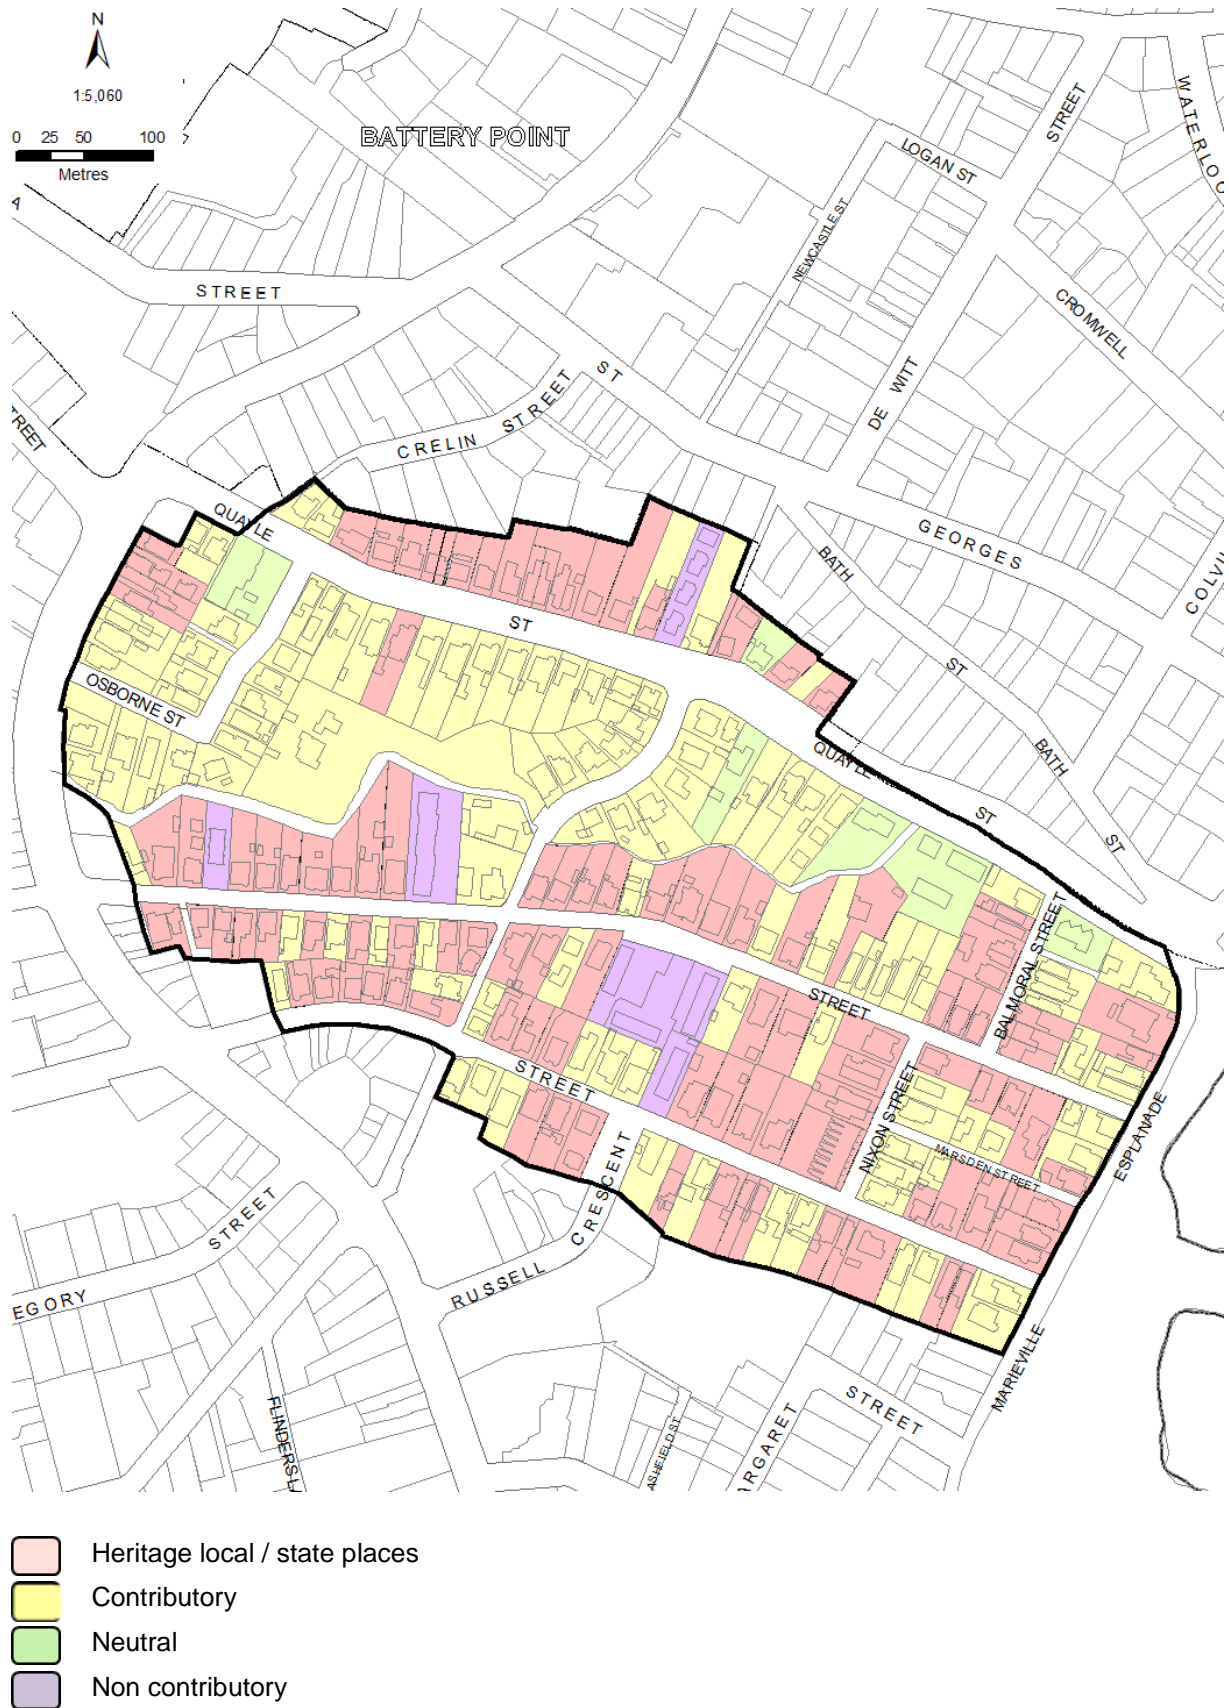 N
1:5,060
0 25 50 100
Metres
BATTERY POINT
WATERLOO
STREET
LOGAN ST
NEWCASTLE ST
STREET
CROMWELL
ST
DE WITT
STREET
CRELIN STREET
QUAYLE
GEORGES
BATH
ST
COLVI
ST
OSBORNE ST
BATH
QUAYLE
ST
ST
BALMORAL STREET
STREET
STREET
NIXON STREET
MARSDEN STREET
ESPLANADE
CRESCENT
STREET
RUSSELL
EGORY
MARIEVILLE
STREET
FLINDERS L
ASHFIELD ST
ARGARET
Heritage local / state places
Contributory
Neutral
Non contributory